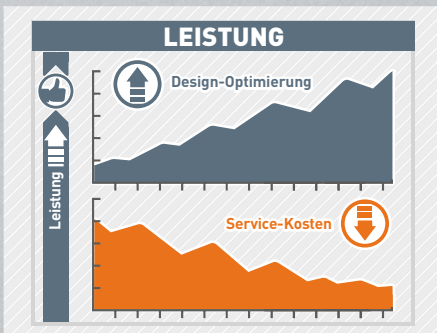 LEISTUNG
Design-Optimierung
Leistung
Service-Kosten